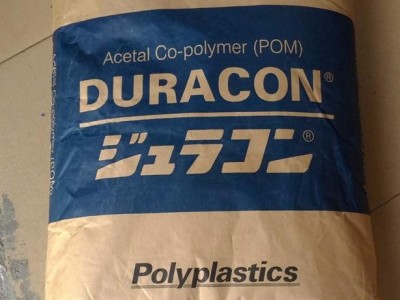 Acetal Co-polymer (POM)
DURACON®
ジュラコン®
Polyplastics